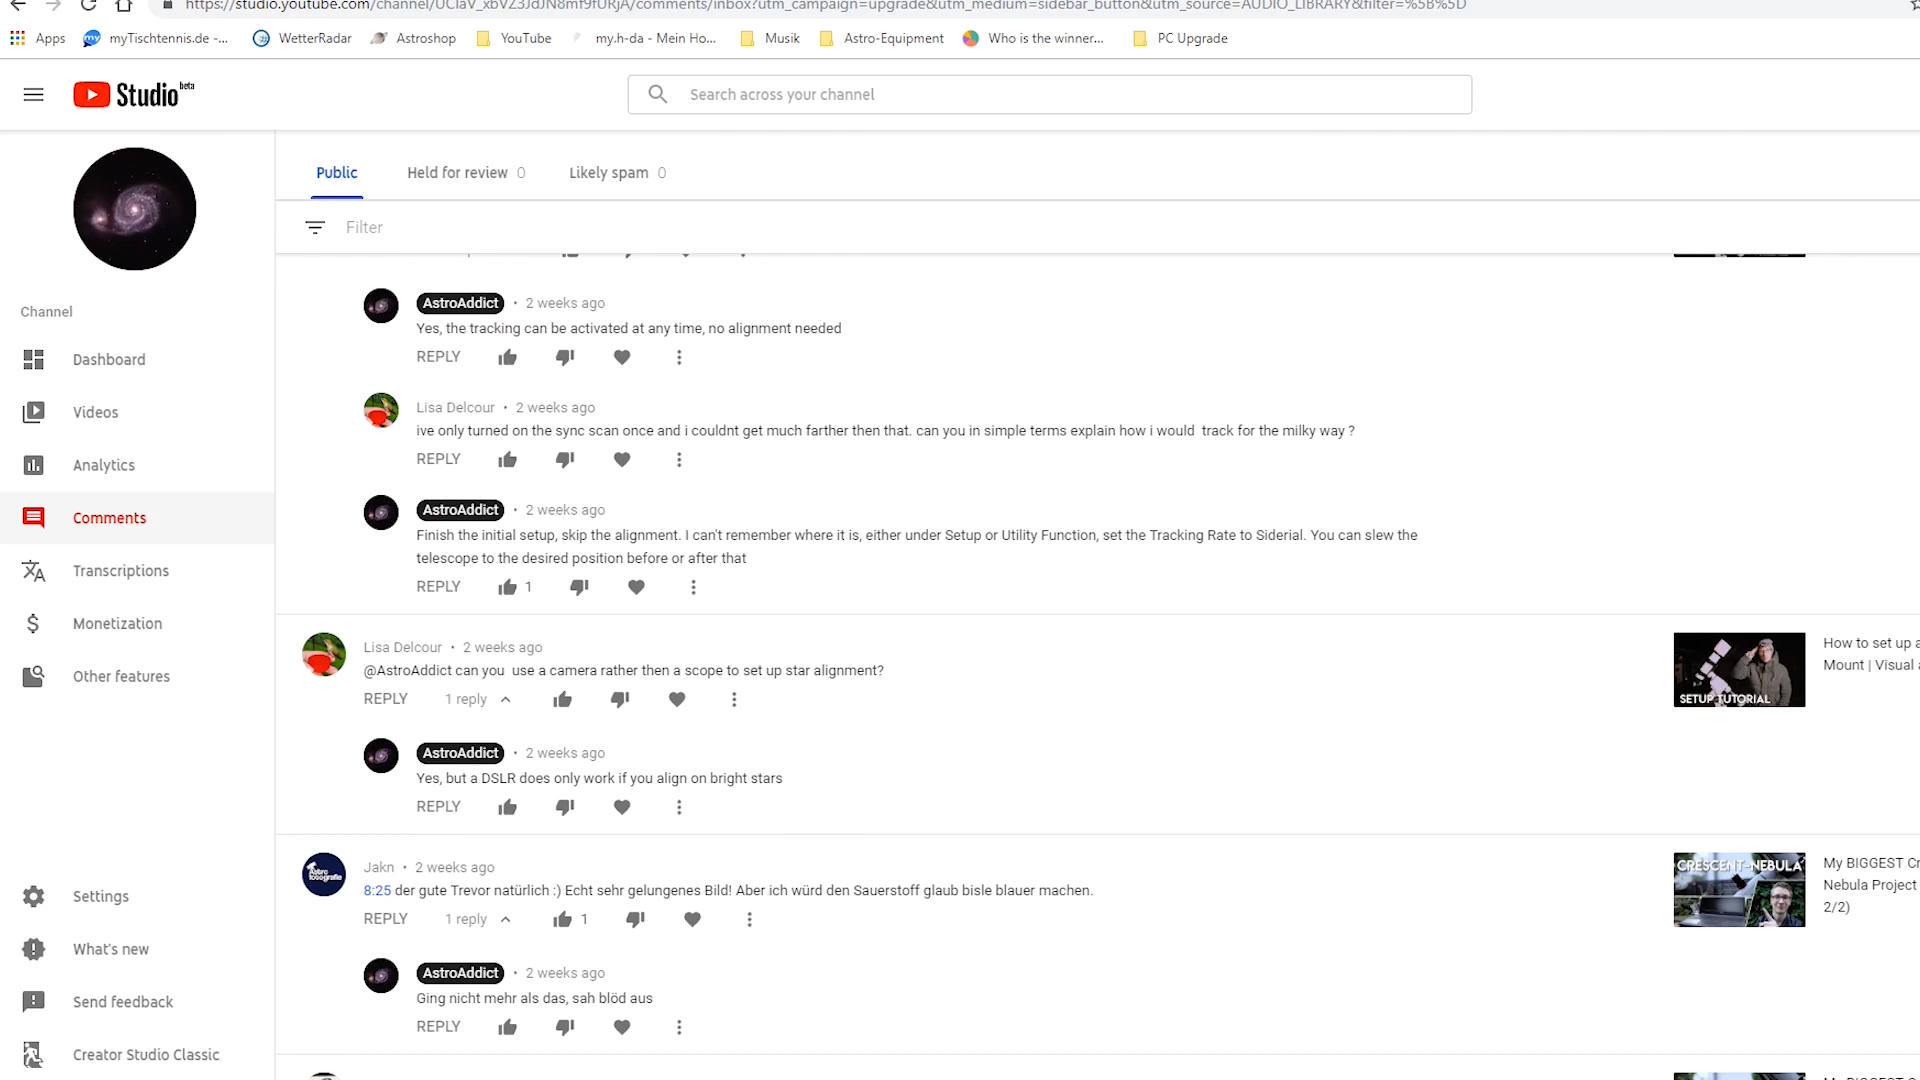 https://studio.youtube.com/channel/UCIaV_xbVZ3JdJN8mf9fURjA/comments/inbox?utm_campaign=upgrade&utm_medium=sidebar_button&utm_source=AUDIO_LIBRARY&filter=%5B%5D
Apps myTischtennis.de -... WetterRadar Astroshop YouTube my.h-da - Mein Ho... Musik Astro-Equipment Who is the winner... PC Upgrade
Studio beta
Search across your channel
Public Held for review 0 Likely spam 0
Filter
Channel
Dashboard
Videos
Analytics
Comments
Transcriptions
Monetization
Other features
Settings
What's new
Send feedback
Creator Studio Classic
AstroAddict • 2 weeks ago
Yes, the tracking can be activated at any time, no alignment needed
REPLY
Lisa Delcour • 2 weeks ago
ive only turned on the sync scan once and i couldnt get much farther then that. can you in simple terms explain how i would track for the milky way ?
REPLY
AstroAddict • 2 weeks ago
Finish the initial setup, skip the alignment. I can't remember where it is, either under Setup or Utility Function, set the Tracking Rate to Siderial. You can slew the
telescope to the desired position before or after that
REPLY 1
Lisa Delcour • 2 weeks ago
@AstroAddict can you use a camera rather then a scope to set up star alignment?
REPLY 1 reply
SETUP TUTORIAL
How to set up a
Mount | Visual a
AstroAddict • 2 weeks ago
Yes, but a DSLR does only work if you align on bright stars
REPLY
Astro
fotografie
Jakn • 2 weeks ago
8:25 der gute Trevor natürlich :) Echt sehr gelungenes Bild! Aber ich würd den Sauerstoff glaub bisle blauer machen.
REPLY 1 reply 1
CRESCENT-NEBULA
My BIGGEST Cr
Nebula Project
2/2)
AstroAddict • 2 weeks ago
Ging nicht mehr als das, sah blöd aus
REPLY